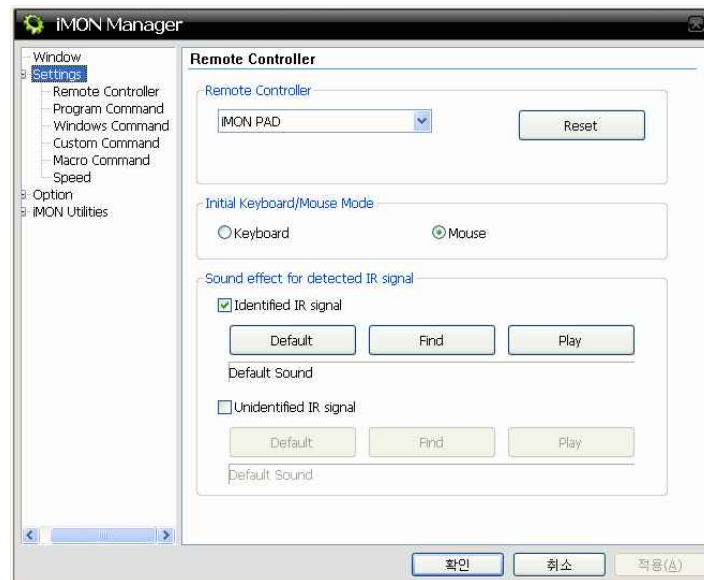 iMON Manager
Window
Settings
Remote Controller
Program Command
Windows Command
Custom Command
Macro Command
Speed
Option
iMON Utilities
Remote Controller
Remote Controller
iMON PAD
Reset
Initial Keyboard/Mouse Mode
Keyboard
Mouse
Sound effect for detected IR signal
Identified IR signal
Default
Find
Play
Default Sound
Unidentified IR signal
Default
Find
Play
Default Sound
확인
취소
적용(A)